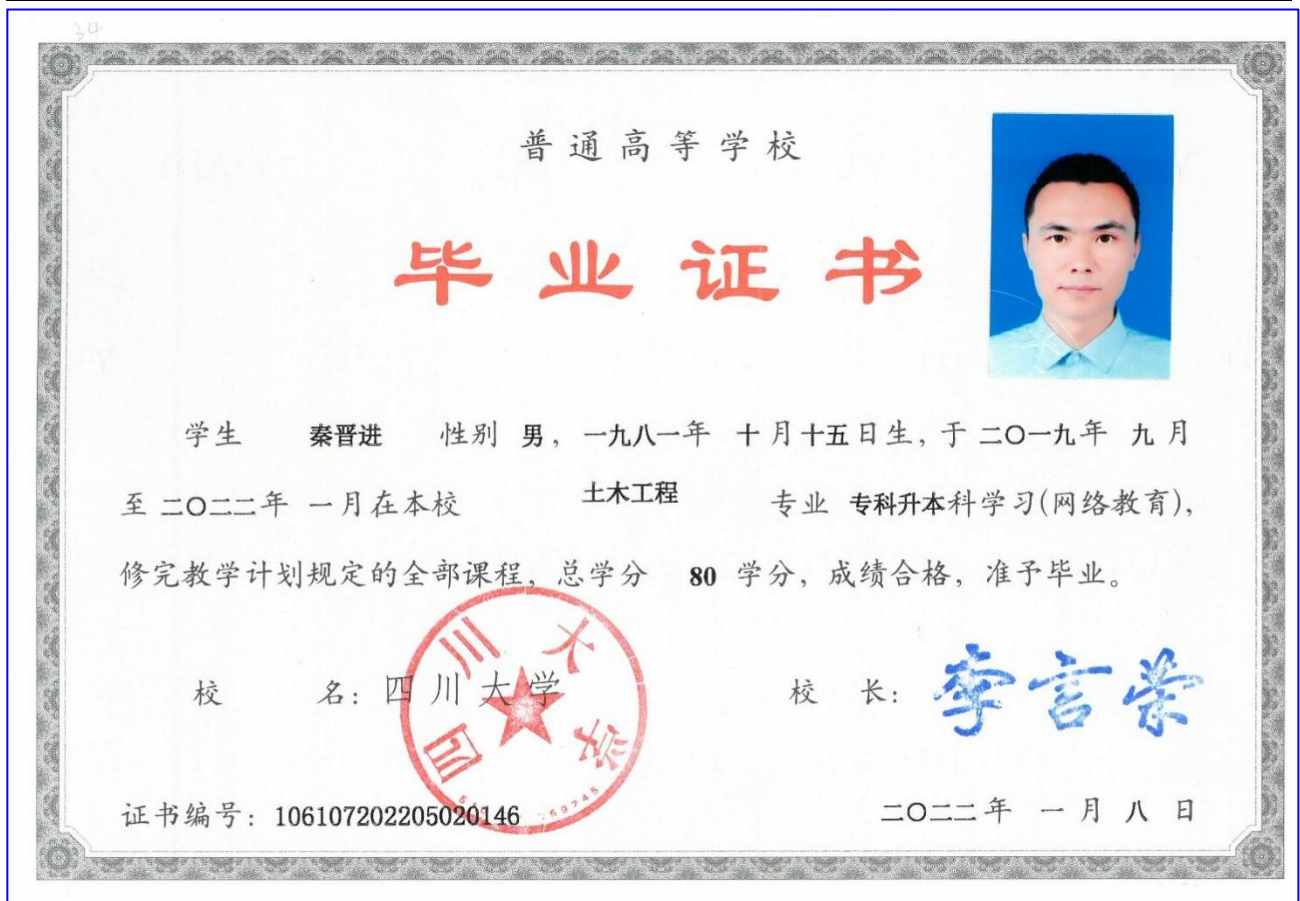 34
普通高等学校
毕业证书
学生 秦晋进 性别 男，一九八一年 十月十五日生，于二〇一九年 九月
至二〇二二年 一月在本校 土木工程 专业 专科升本科学习(网络教育)，
修完教学计划规定的全部课程，总学分 80 学分，成绩合格，准予毕业。
校 名：四川大学
四川大学
校 长：李言荣
证书编号：106107202205020146
二〇二二年 一月八日